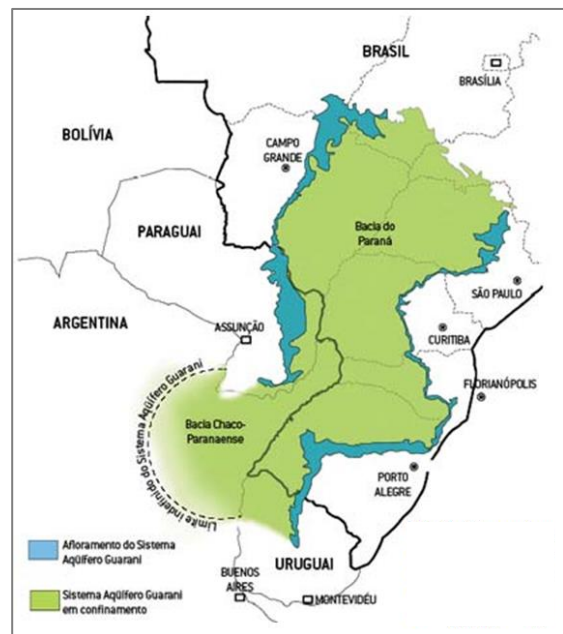 BRASIL
BRASÍLIA
BOLÍVIA
CAMPO
GRANDE
Bacia do
Paraná
PARAGUAI
SÃO PAULO
ARGENTINA
ASSUNÇÃO
CURITIBA
FLORIANÓPOLIS
Limite Indefinido do Sistema Aqüífero Guarani
Bacia Chaco-
Paranaense
PORTO
ALEGRE
Afloramento do Sistema
Aqüífero Guarani
URUGUAI
BUENOS
AIRES
MONTEVIDÉU
Sistema Aqüífero Guarani
em confinamento